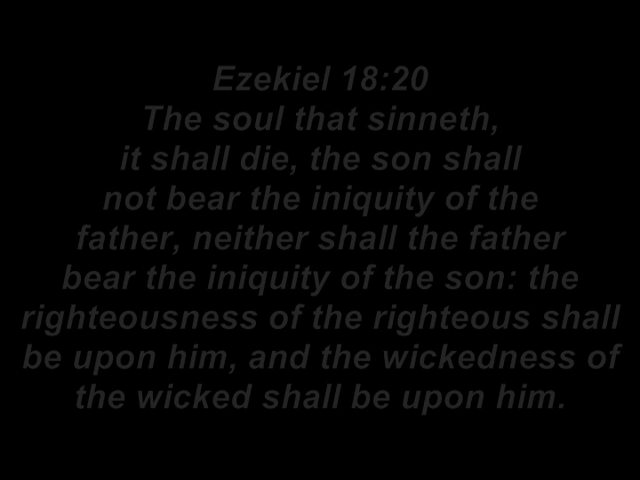 Ezekiel 18:20
The soul that sinneth,
it shall die, the son shall
not bear the iniquity of the
father, neither shall the father
bear the iniquity of the son: the
righteousness of the righteous shall
be upon him, and the wickedness of
the wicked shall be upon him.